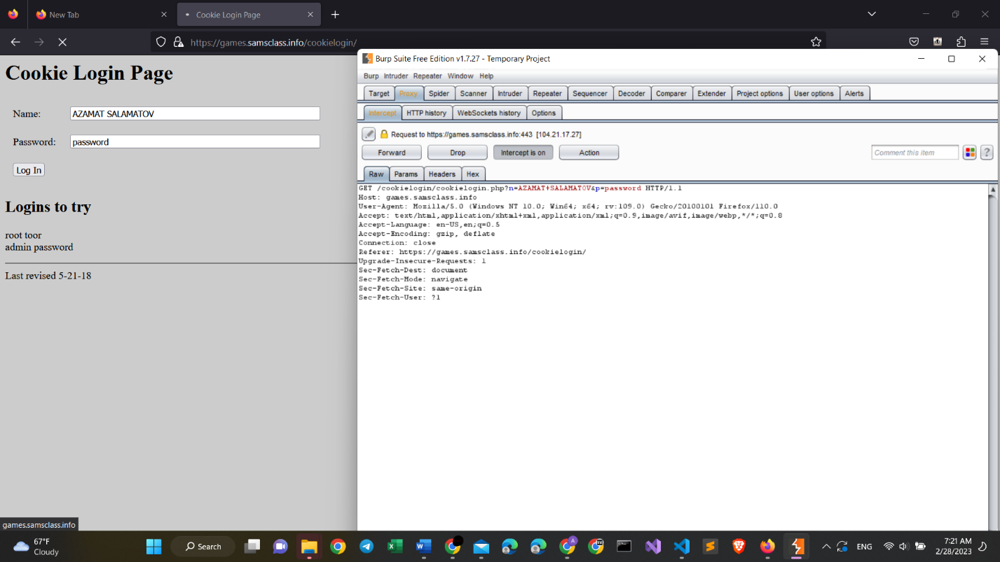 New Tab
Cookie Login Page
https://games.samsclass.info/cookielogin/
Cookie Login Page
Name: AZAMAT SALAMATOV
Password: password
Log In
Logins to try
root toor
admin password
Last revised 5-21-18
games.samsclass.info
Burp Suite Free Edition v1.7.27 - Temporary Project
Burp Intruder Repeater Window Help
Target Proxy Spider Scanner Intruder Repeater Sequencer Decoder Comparer Extender Project options User options Alerts
Intercept HTTP history WebSockets history Options
Request to https://games.samsclass.info:443 [104.21.17.27]
Forward Drop Intercept is on Action Comment this item ?
Raw Params Headers Hex
GET /cookielogin/cookielogin.php?n=AZAMAT+SALAMATOV&p=password HTTP/1.1
Host: games.samsclass.info
User-Agent: Mozilla/5.0 (Windows NT 10.0; Win64; x64; rv:109.0) Gecko/20100101 Firefox/110.0
Accept: text/html,application/xhtml+xml,application/xml;q=0.9,image/avif,image/webp,*/*;q=0.8
Accept-Language: en-US,en;q=0.5
Accept-Encoding: gzip, deflate
Connection: close
Referer: https://games.samsclass.info/cookielogin/
Upgrade-Insecure-Requests: 1
Sec-Fetch-Dest: document
Sec-Fetch-Mode: navigate
Sec-Fetch-Site: same-origin
Sec-Fetch-User: ?1
67°F
Cloudy
Search
ENG
7:21 AM
2/28/2023